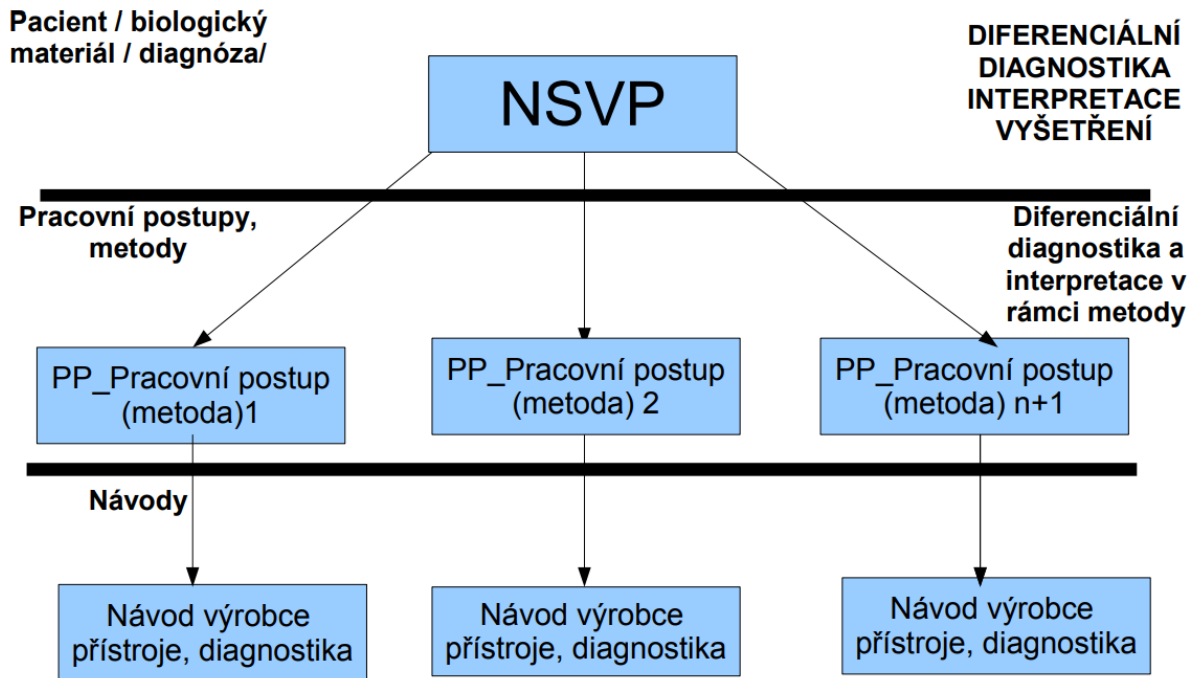 Pacient / biologický
materiál / diagnóza/
NSVP
DIFERENCIÁLNÍ
DIAGNOSTIKA
INTERPRETACE
VYŠETŘENÍ
Pracovní postupy,
metody
Diferenciální
diagnostika a
interpretace v
rámci metody
PP_Pracovní postup
(metoda)1
PP_Pracovní postup
(metoda) 2
PP_Pracovní postup
(metoda) n+1
Návody
Návod výrobce
přístroje, diagnostika
Návod výrobce
přístroje, diagnostika
Návod výrobce
přístroje, diagnostika